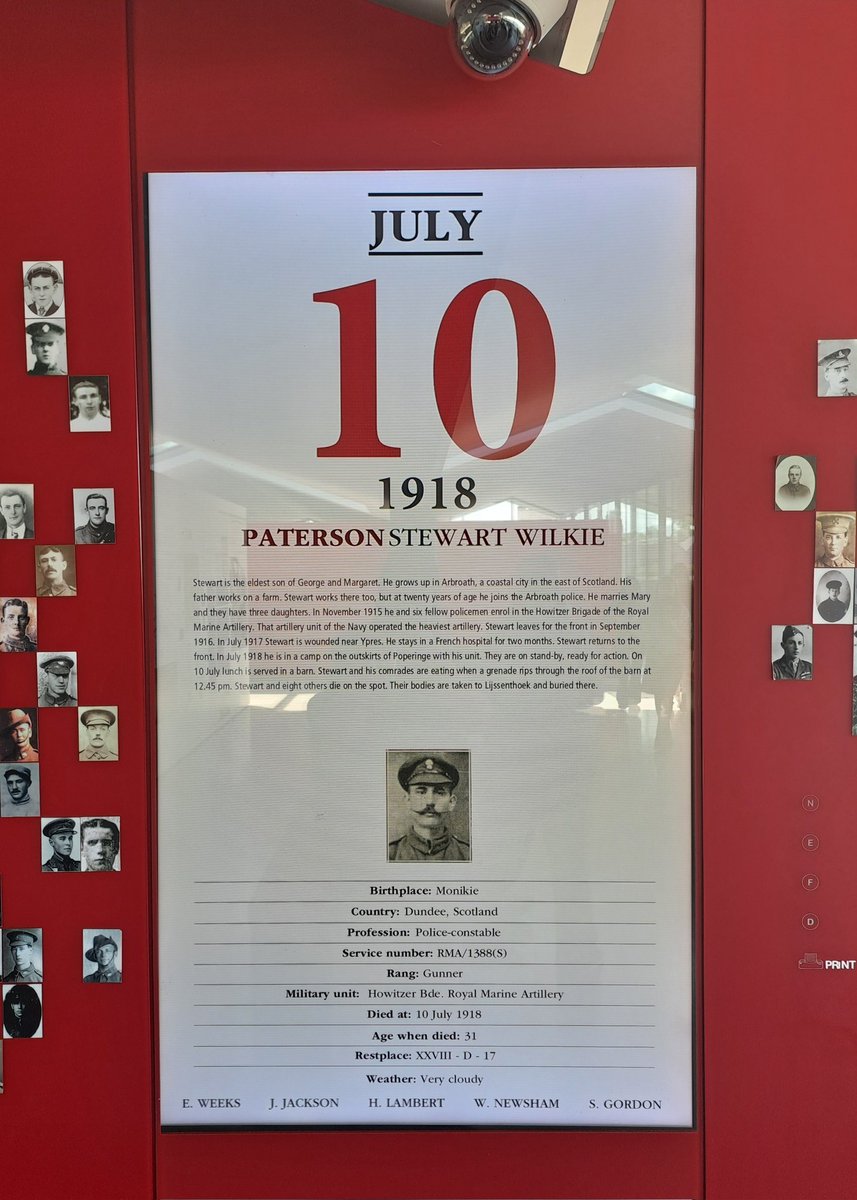 JULY
10
1918
PATERSON STEWART WILKIE
Stewart is the eldest son of George and Margaret. He grows up in Arbroath, a coastal city in the east of Scotland. His
father works on a farm. Stewart works there too, but at twenty years of age he joins the Arbroath police. He marries Mary
and they have three daughters. In November 1915 he and six fellow policemen enrol in the Howitzer Brigade of the Royal
Marine Artillery. That artillery unit of the Navy operated the heaviest artillery. Stewart leaves for the front in September
1916. In July 1917 Stewart is wounded near Ypres. He stays in a French hospital for two months. Stewart returns to the
front. In July 1918 he is in a camp on the outskirts of Poperinge with his unit. They are on stand-by, ready for action. On
10 July lunch is served in a barn. Stewart and his comrades are eating when a grenade rips through the roof of the barn at
12.45 pm. Stewart and eight others die on the spot. Their bodies are taken to Lijssenthoek and buried there.
Birthplace: Monikie
Country: Dundee, Scotland
Profession: Police-constable
Service number: RMA/1388(S)
Rang: Gunner
Military unit: Howitzer Bde. Royal Marine Artillery
Died at: 10 July 1918
Age when died: 31
Restplace: XXVIII - D - 17
Weather: Very cloudy
E. WEEKS J. JACKSON H. LAMBERT W. NEWSHAM S. GORDON
N
E
F
D
PRINT